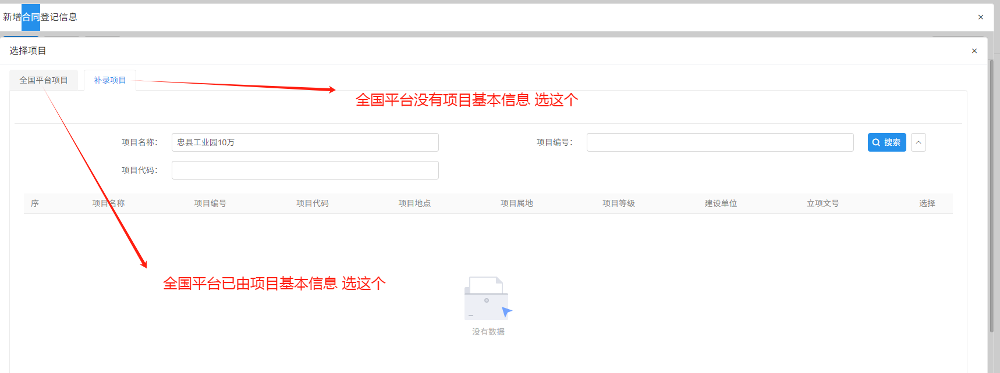 新增合同登记信息
选择项目
全国平台项目 补录项目
全国平台没有项目基本信息 选这个
项目名称： 忠县工业园10万 项目编号： 搜索
项目代码：
序 项目名称 项目编号 项目代码 项目地点 项目属地 项目等级 建设单位 立项文号 选择
全国平台已由项目基本信息 选这个
没有数据